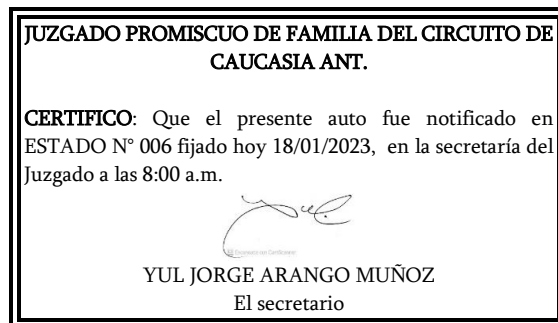 JUZGADO PROMISCUO DE FAMILIA DEL CIRCUITO DE
CAUCASIA ANT.
CERTIFICO: Que el presente auto fue notificado en
ESTADO N° 006 fijado hoy 18/01/2023, en la secretaría del
Juzgado a las 8:00 a.m.
YUL JORGE ARANGO MUÑOZ
El secretario